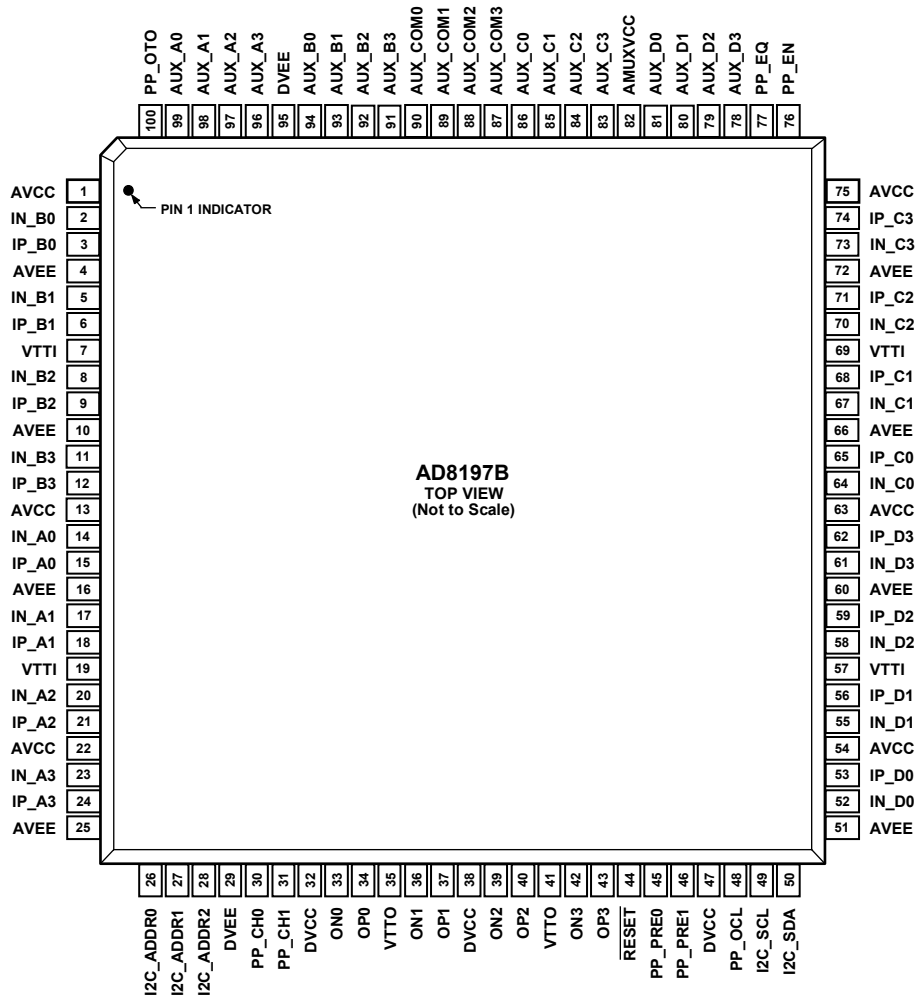 PP_OTO
AUX_A0
AUX_A1
AUX_A2
AUX_A3
DVEE
AUX_B0
AUX_B1
AUX_B2
AUX_B3
AUX_COM0
AUX_COM1
AUX_COM2
AUX_COM3
AUX_C0
AUX_C1
AUX_C2
AUX_C3
AMUXVCC
AUX_D0
AUX_D1
AUX_D2
AUX_D3
PP_EQ
PP_EN
100 99 98 97 96 95 94 93 92 91 90 89 88 87 86 85 84 83 82 81 80 79 78 77 76
AVCC 1
IN_B0 2
IP_B0 3
AVEE 4
IN_B1 5
IP_B1 6
VTTI 7
IN_B2 8
IP_B2 9
AVEE 10
IN_B3 11
IP_B3 12
AVCC 13
IN_A0 14
IP_A0 15
AVEE 16
IN_A1 17
IP_A1 18
VTTI 19
IN_A2 20
IP_A2 21
AVCC 22
IN_A3 23
IP_A3 24
AVEE 25
PIN 1 INDICATOR
AD8197B
TOP VIEW
(Not to Scale)
75 AVCC
74 IP_C3
73 IN_C3
72 AVEE
71 IP_C2
70 IN_C2
69 VTTI
68 IP_C1
67 IN_C1
66 AVEE
65 IP_C0
64 IN_C0
63 AVCC
62 IP_D3
61 IN_D3
60 AVEE
59 IP_D2
58 IN_D2
57 VTTI
56 IP_D1
55 IN_D1
54 AVCC
53 IP_D0
52 IN_D0
51 AVEE
26 27 28 29 30 31 32 33 34 35 36 37 38 39 40 41 42 43 44 45 46 47 48 49 50
I2C_ADDR0
I2C_ADDR1
I2C_ADDR2
DVEE
PP_CH0
PP_CH1
DVCC
ON0
OP0
VTTO
ON1
OP1
DVCC
ON2
OP2
VTTO
ON3
OP3
RESET
PP_PRE0
PP_PRE1
DVCC
PP_OCL
I2C_SCL
I2C_SDA